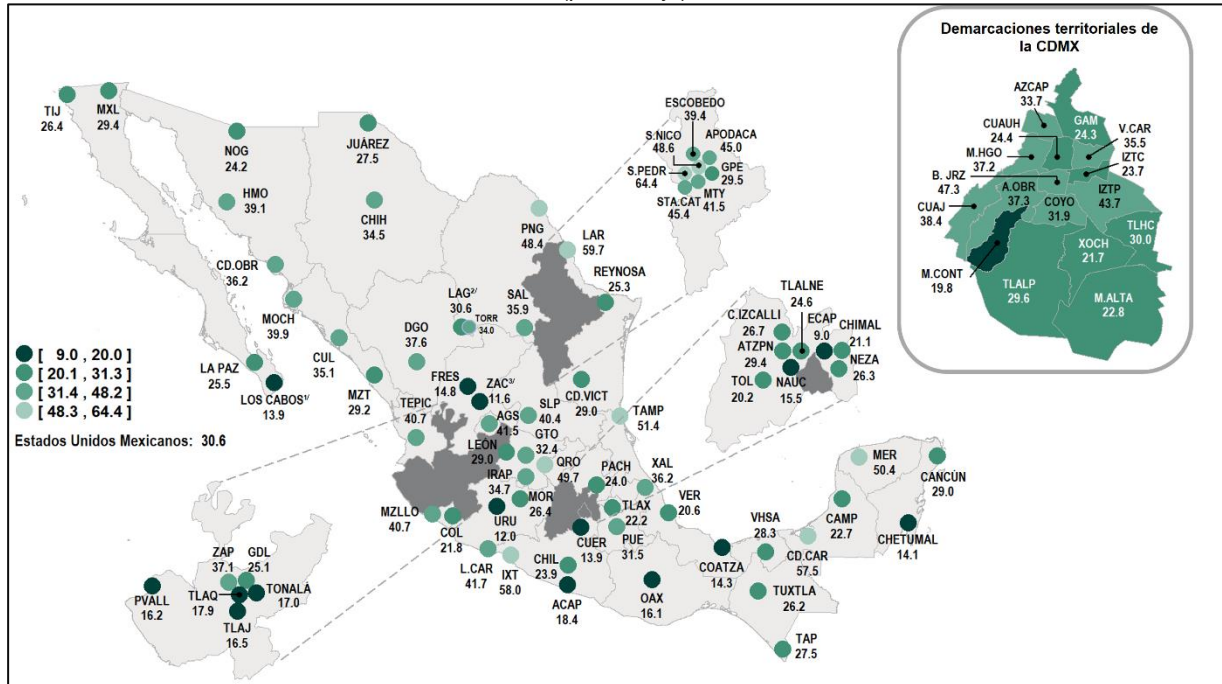 Demarcaciones territoriales de
la CDMX
AZCAP
33.7
CUAUH
24.4
GAM
24.3
V.CAR
35.5
M.HGO
37.2
IZTC
23.7
B. JRZ
47.3
A.OBR
37.3
COYO
31.9
IZTP
43.7
CUAJ
38.4
TLHC
30.0
XOCH
21.7
M.CONT
19.8
TLALP
29.6
M.ALTA
22.8
TIJ
26.4
MXL
29.4
NOG
24.2
HMO
39.1
JUÁREZ
27.5
CHIH
34.5
CD.OBR
36.2
MOCH
39.9
LA PAZ
25.5
LOS CABOS1/
13.9
CUL
35.1
MZT
29.2
DGO
37.6
LAG2/
30.6
TORR
34.0
SAL
35.9
PNG
48.4
LAR
59.7
REYNOSA
25.3
ESCOBEDO
39.4
S.NICO
48.6
APODACA
45.0
S.PEDR
64.4
GPE
29.5
STA.CAT
45.4
MTY
41.5
FRES
14.8
ZAC3/
11.6
TEPIC
40.7
AGS
41.5
SLP
40.4
CD.VICT
29.0
TAMP
51.4
LEÓN
29.0
GTO
32.4
IRAP
34.7
QRO
49.7
PACH
24.0
XAL
36.2
MOR
26.4
TLAX
22.2
VER
20.6
MZLLO
40.7
COL
21.8
URU
12.0
CUER
13.9
PUE
31.5
L.CAR
41.7
IXT
58.0
CHIL
23.9
ACAP
18.4
OAX
16.1
COATZA
14.3
VHSA
28.3
CD.CAR
57.5
TUXTLA
26.2
TAP
27.5
CAMP
22.7
MER
50.4
CANCÚN
29.0
CHETUMAL
14.1
TLALNE
24.6
C.IZCALLI
26.7
ECAP
9.0
CHIMAL
21.1
ATZPN
29.4
NEZA
26.3
TOL
20.2
NAUC
15.5
[ 9.0 , 20.0 ]
[ 20.1 , 31.3 ]
[ 31.4 , 48.2 ]
[ 48.3 , 64.4 ]
Estados Unidos Mexicanos: 30.6
ZAP
37.1
GDL
25.1
PVALL
16.2
TLAQ
17.9
TONALÁ
17.0
TLAJ
16.5